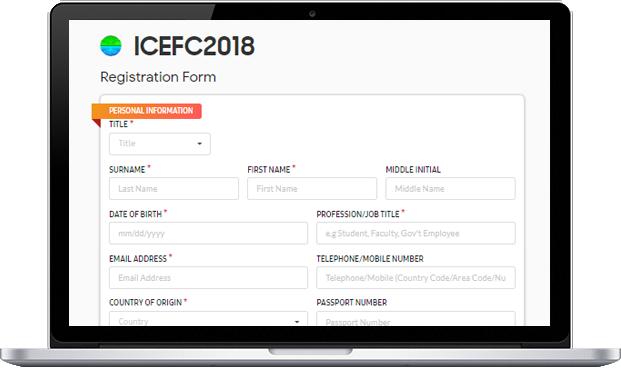 ICEFC2018
Registration Form
PERSONAL INFORMATION
TITLE *
Title
SURNAME * FIRST NAME * MIDDLE INITIAL
Last Name First Name Middle Name
DATE OF BIRTH * PROFESSION/JOB TITLE *
mm/dd/yyyy e.g Student, Faculty, Gov't Employee
EMAIL ADDRESS * TELEPHONE/MOBILE NUMBER
Email Address Telephone/Mobile (Country Code/Area Code/Nu
COUNTRY OF ORIGIN * PASSPORT NUMBER
Country Passport Number